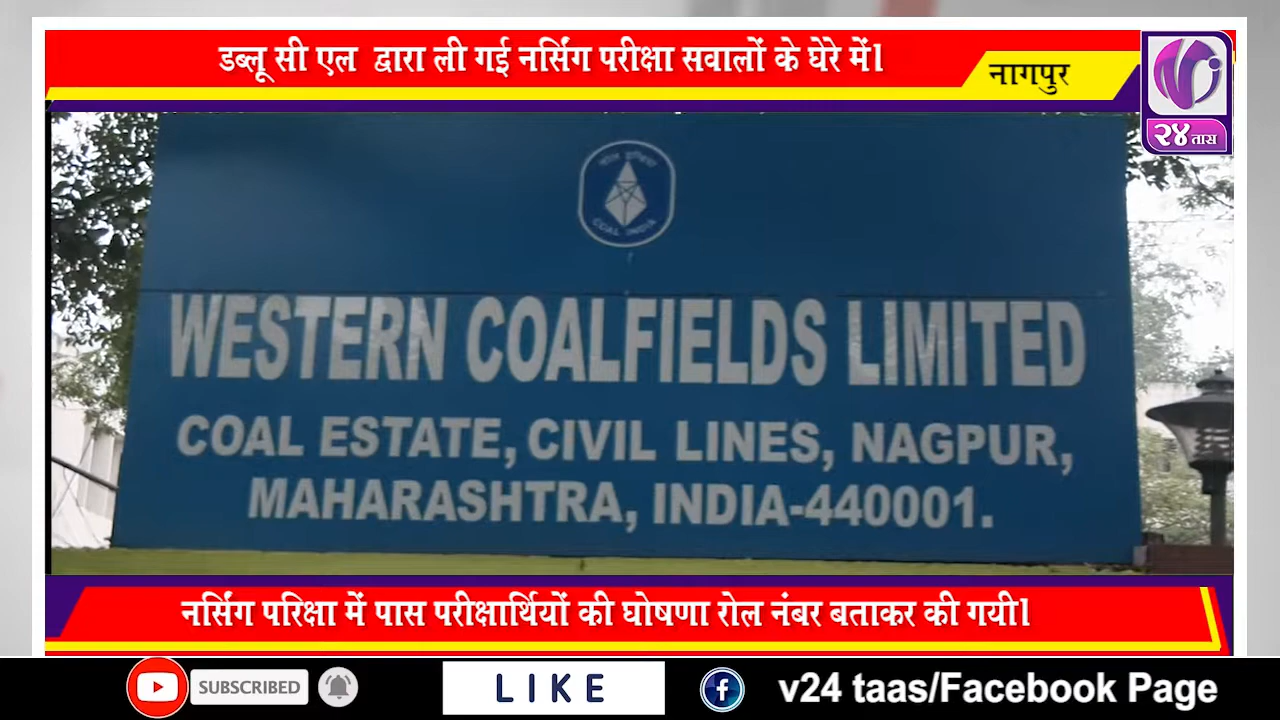 डब्लू सी एल द्वारा ली गई नर्सिंग परीक्षा सवालों के घेरे में।
नागपुर
२४ तास
COAL INDIA
WESTERN COALFIELDS LIMITED
COAL ESTATE, CIVIL LINES, NAGPUR,
MAHARASHTRA, INDIA-440001.
नर्सिंग परिक्षा में पास परीक्षार्थियों की घोषणा रोल नंबर बताकर की गयी।
SUBSCRIBED
LIKE
v24 taas/Facebook Page